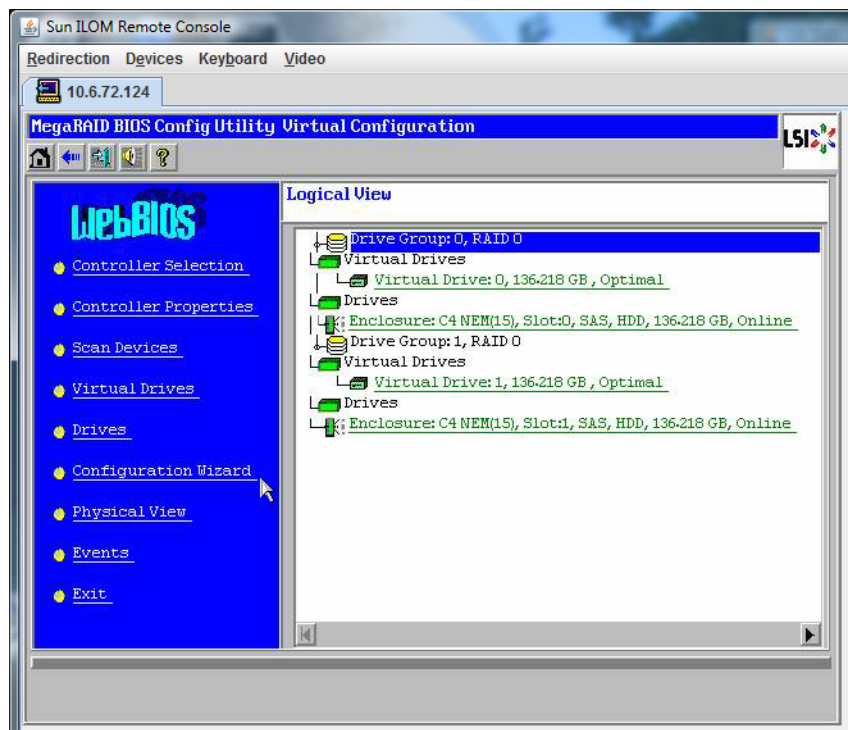 Sun ILOM Remote Console
Redirection Devices Keyboard Video
10.6.72.124
MegaRAID BIOS Config Utility Virtual Configuration
LSI
WebBIOS
Logical View
Controller Selection
Controller Properties
Scan Devices
Virtual Drives
Drives
Configuration Wizard
Physical View
Events
Exit
Drive Group: 0, RAID 0
Virtual Drives
Virtual Drive: 0, 136.218 GB , Optimal
Drives
Enclosure: C4 NEM(15), Slot:0, SAS, HDD, 136.218 GB, Online
Drive Group: 1, RAID 0
Virtual Drives
Virtual Drive: 1, 136.218 GB , Optimal
Drives
Enclosure: C4 NEM(15), Slot:1, SAS, HDD, 136.218 GB, Online